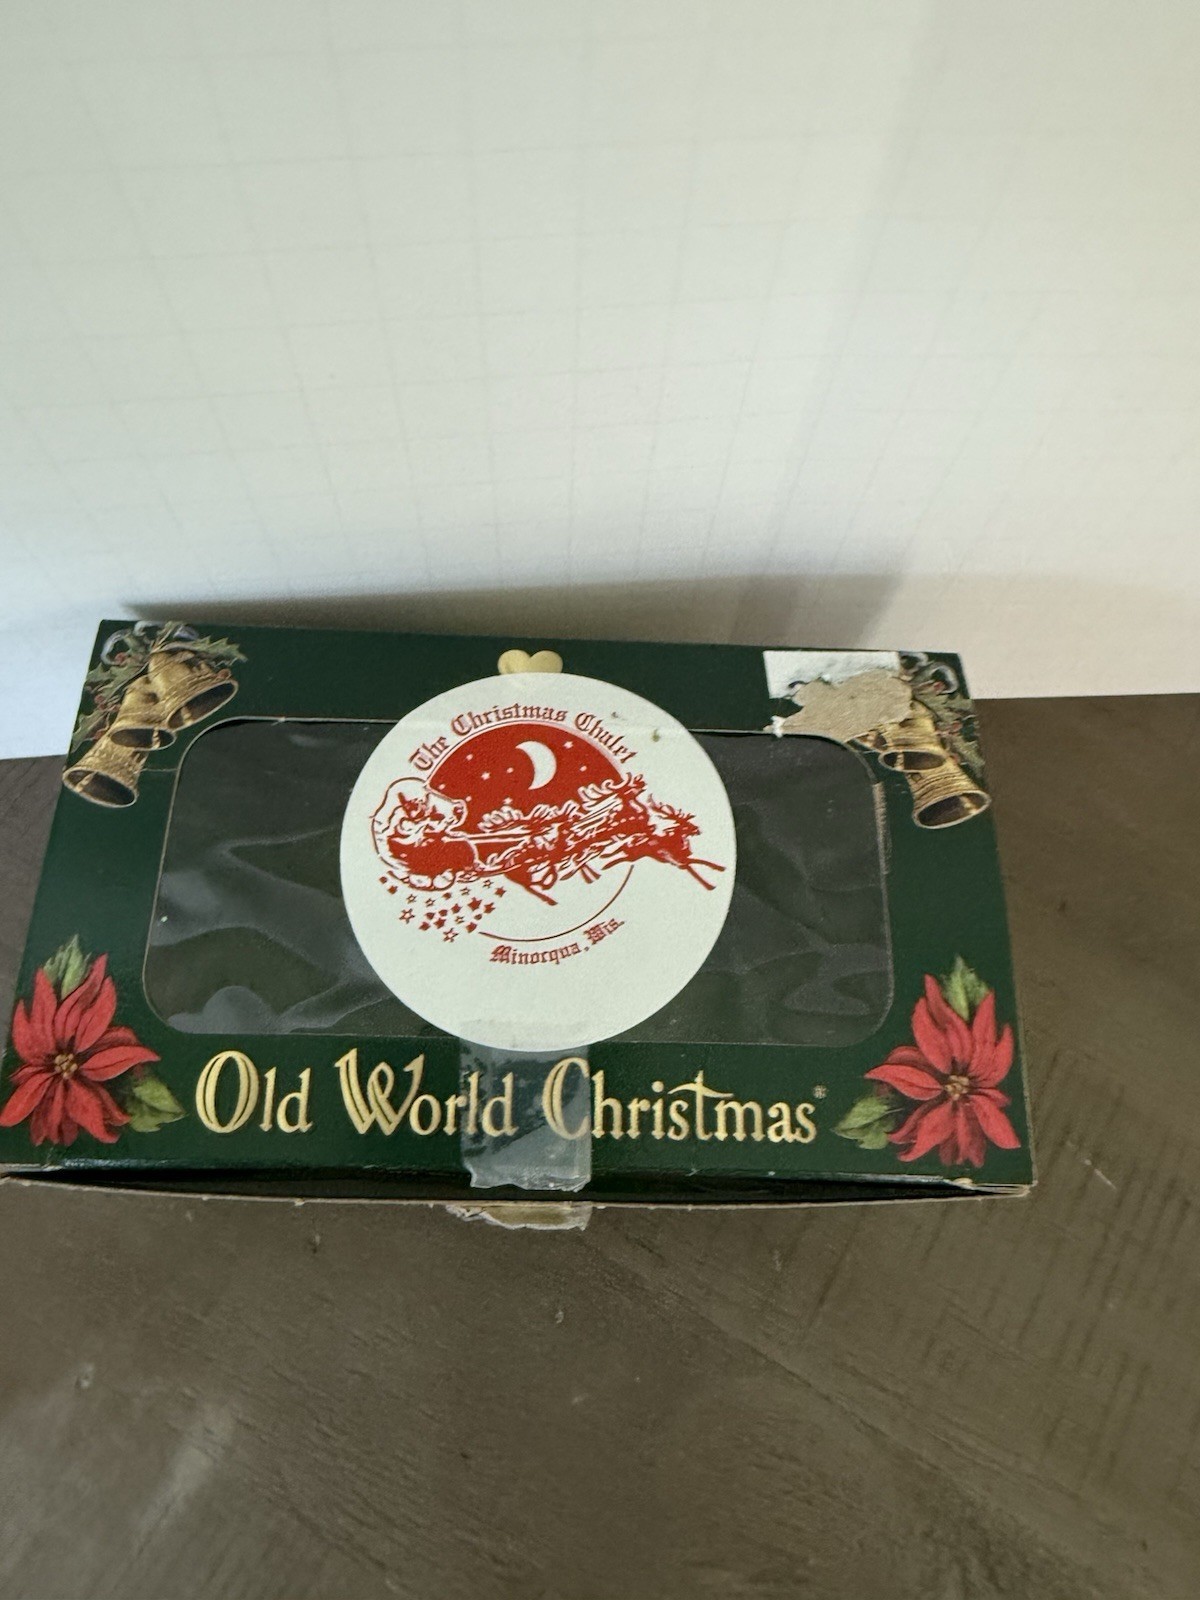 The Christmas Chalet
Minocqua, Wis.
Old World Christmas®